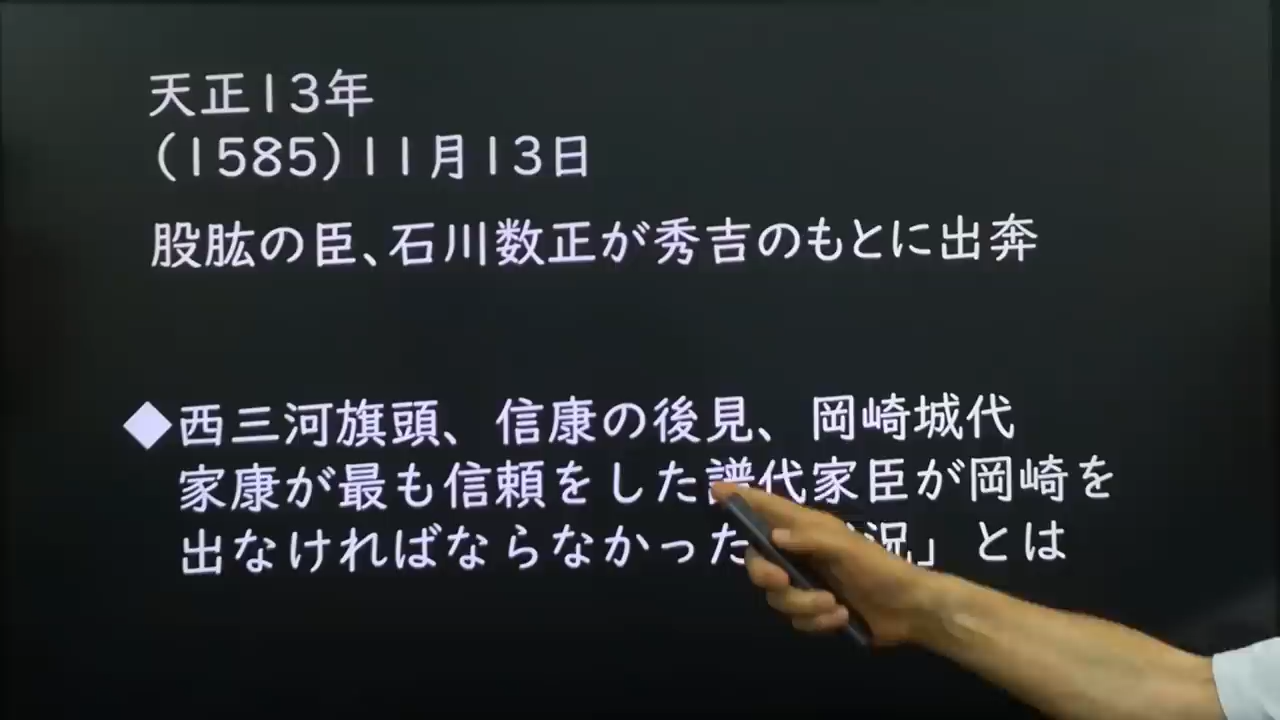 天正13年
(1585)11月13日
股肱の臣、石川数正が秀吉のもとに出奔
◆西三河旗頭、信康の後見、岡崎城代
家康が最も信頼をした譜代家臣が岡崎を
出なければならなかった 況」とは